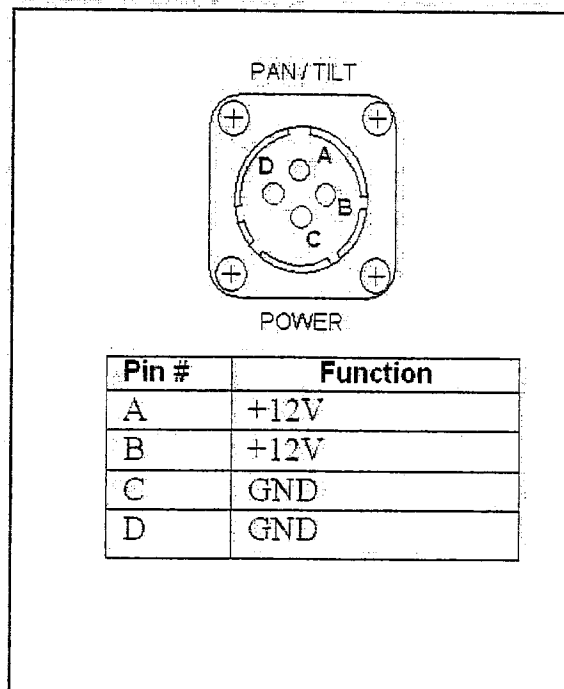 PAN/TILT
D A
B
C
POWER
Pin # Function
A +12V
B +12V
C GND
D GND